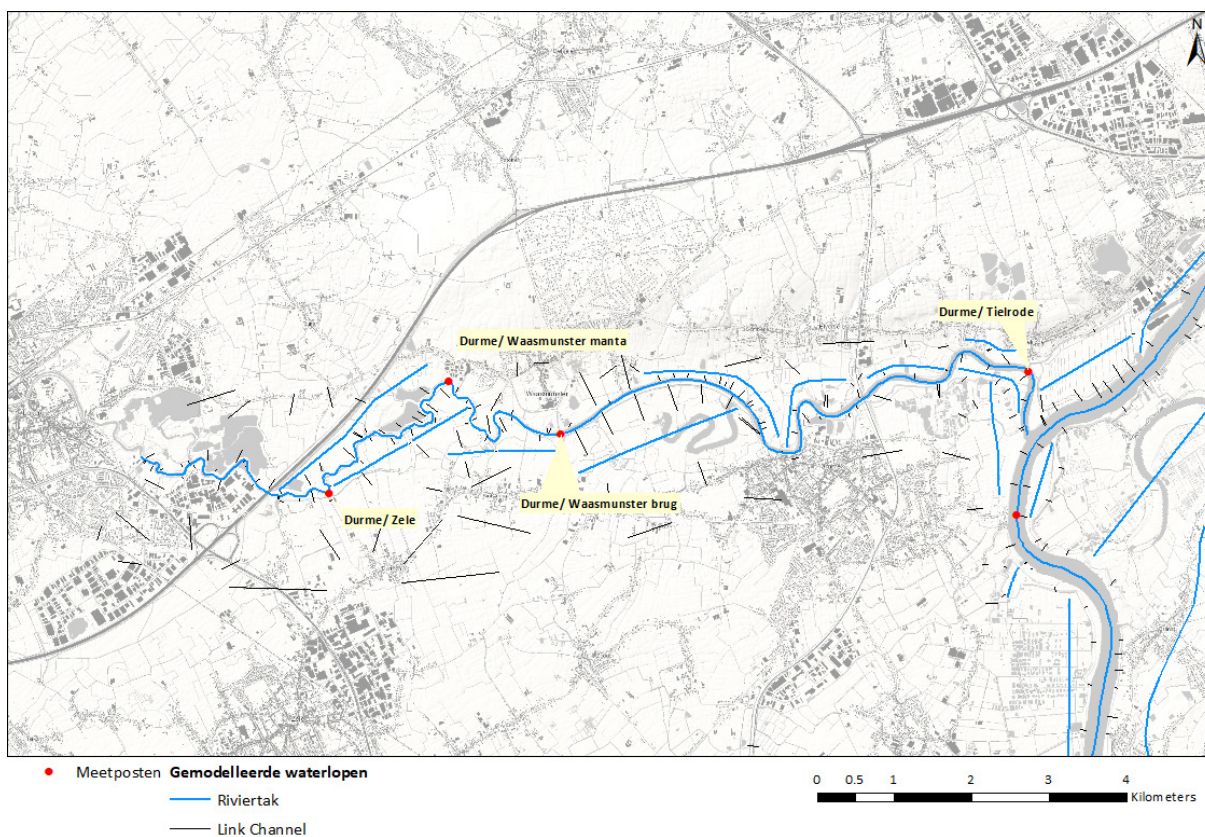 N
Durme/ Tielrode
Durme/ Waasmunster manta
Durme/ Waasmunster brug
Durme/ Zele
Meetposten Gemodelleerde waterlopen
Riviertak
Link Channel
0 0.5 1 2 3 4
Kilometers